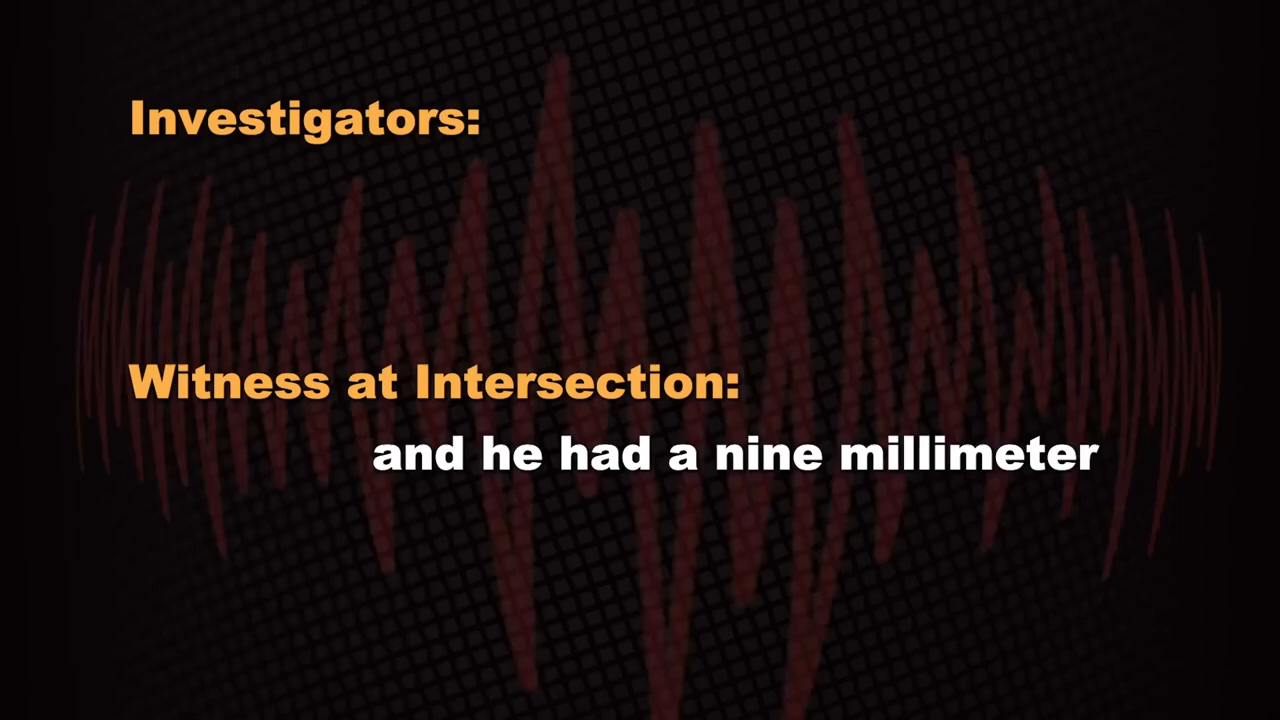 Investigators:
Witness at Intersection:
and he had a nine millimeter